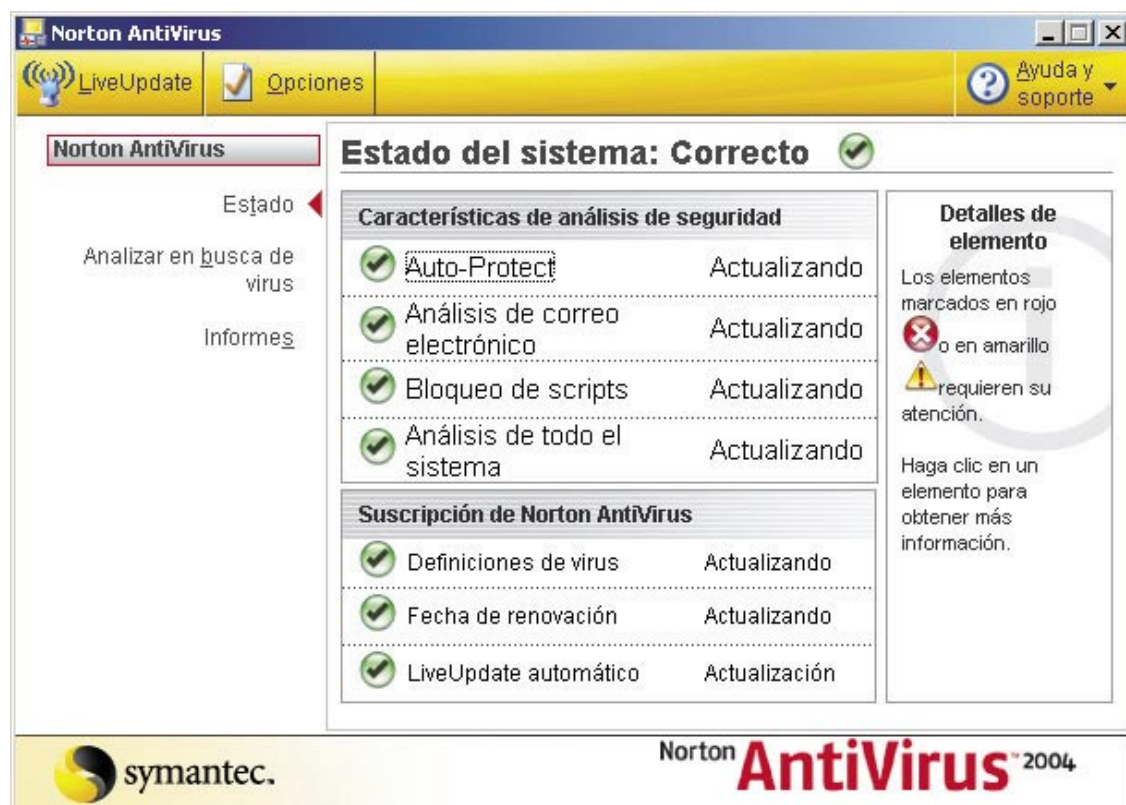 Norton AntiVirus
LiveUpdate
Opciones
Ayuda y
soporte
Norton AntiVirus
Estado
Analizar en busca de
virus
Informes
Estado del sistema: Correcto
Características de análisis de seguridad
Auto-Protect Actualizando
Análisis de correo
electrónico Actualizando
Bloqueo de scripts Actualizando
Análisis de todo el
sistema Actualizando
Suscripción de Norton AntiVirus
Definiciones de virus Actualizando
Fecha de renovación Actualizando
LiveUpdate automático Actualización
Detalles de
elemento
Los elementos
marcados en rojo
o en amarillo
requieren su
atención.
Haga clic en un
elemento para
obtener más
información.
symantec.
Norton AntiVirus™ 2004